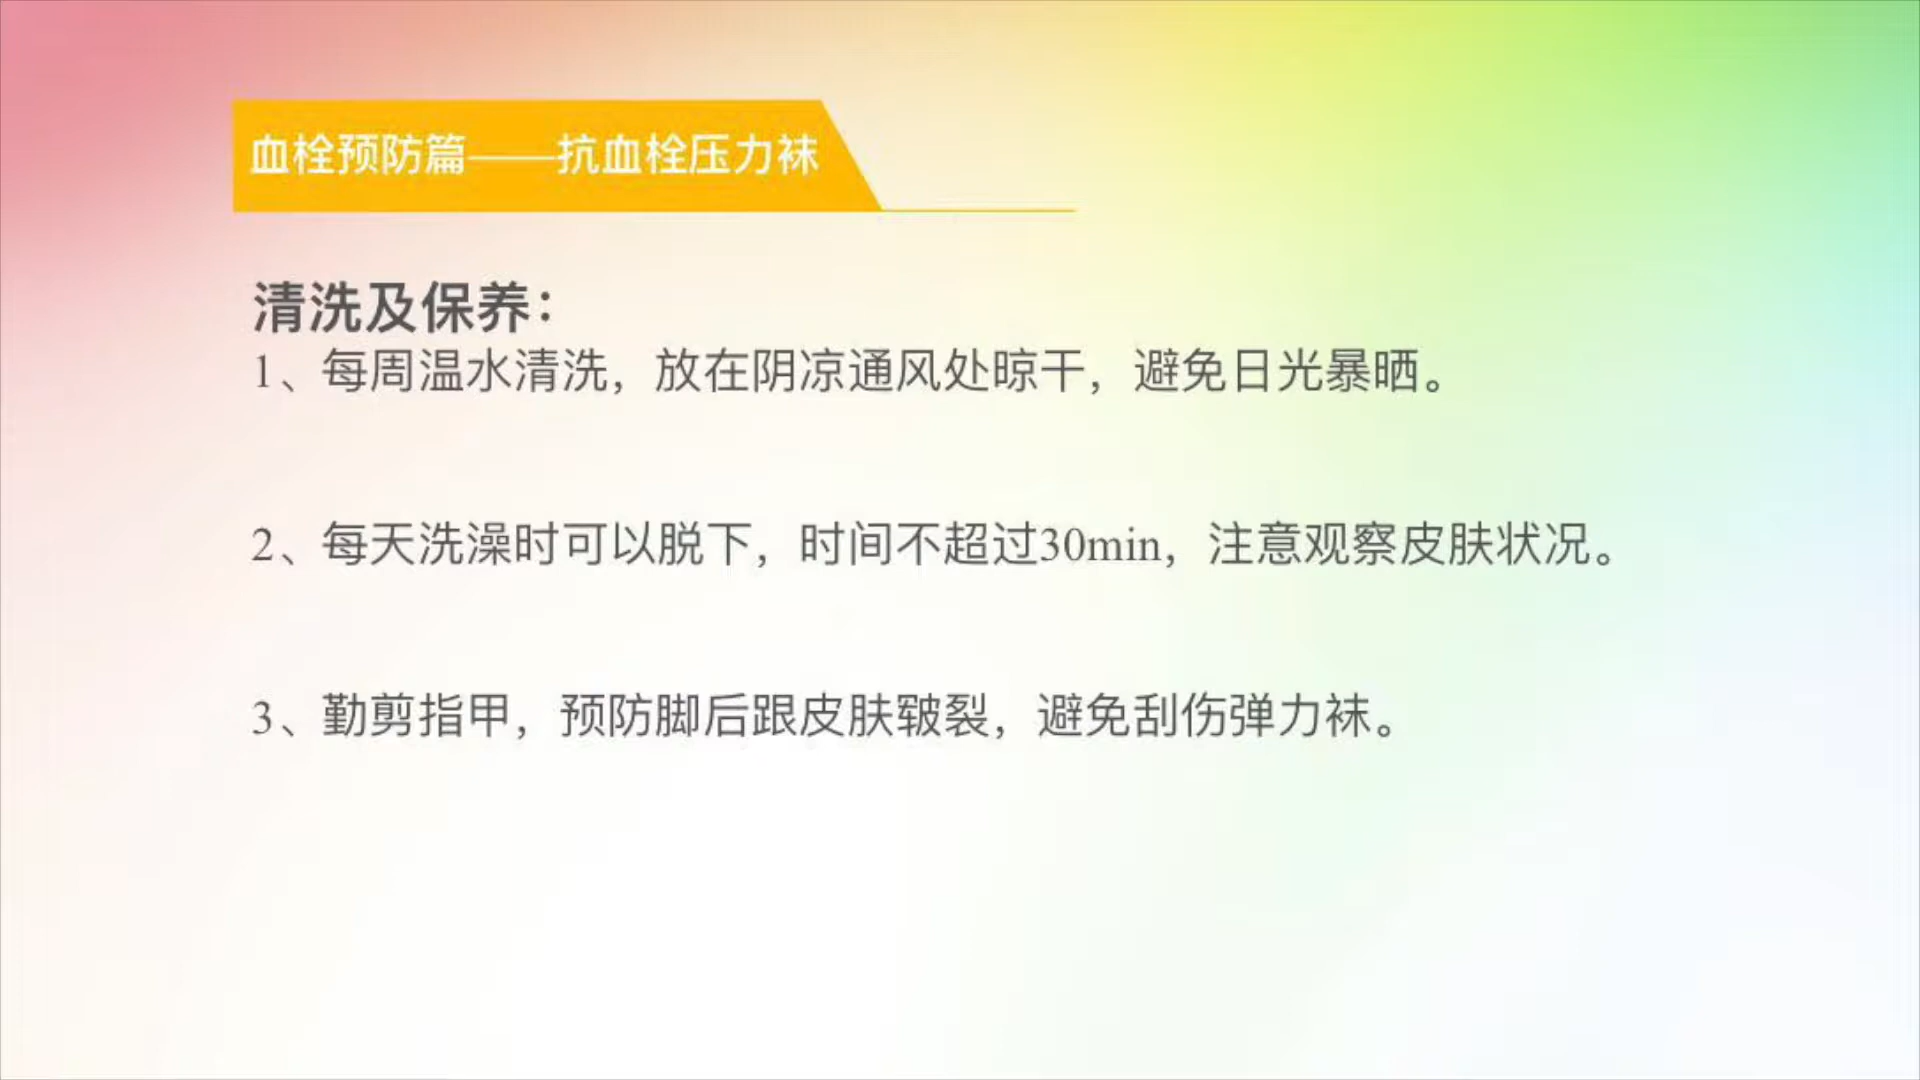 血栓预防篇——抗血栓压力袜
清洗及保养：
1、每周温水清洗，放在阴凉通风处晾干，避免日光暴晒。
2、每天洗澡时可以脱下，时间不超过30min，注意观察皮肤状况。
3、勤剪指甲，预防脚后跟皮肤皲裂，避免刮伤弹力袜。